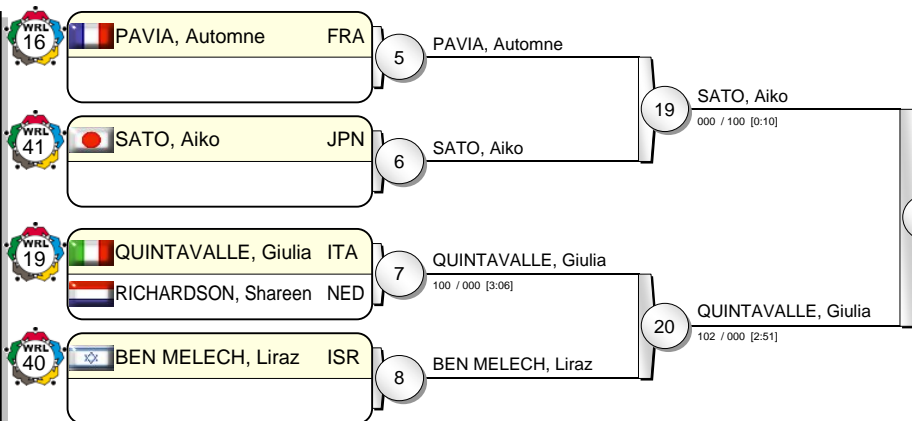 WRL
16
PAVIA, Automne FRA
5
PAVIA, Automne
19
SATO, Aiko
000 / 100 [0:10]
WRL
41
SATO, Aiko JPN
6
SATO, Aiko
WRL
19
QUINTAVALLE, Giulia ITA
RICHARDSON, Shareen NED
7
QUINTAVALLE, Giulia
100 / 000 [3:06]
20
QUINTAVALLE, Giulia
102 / 000 [2:51]
WRL
40
BEN MELECH, Liraz ISR
8
BEN MELECH, Liraz